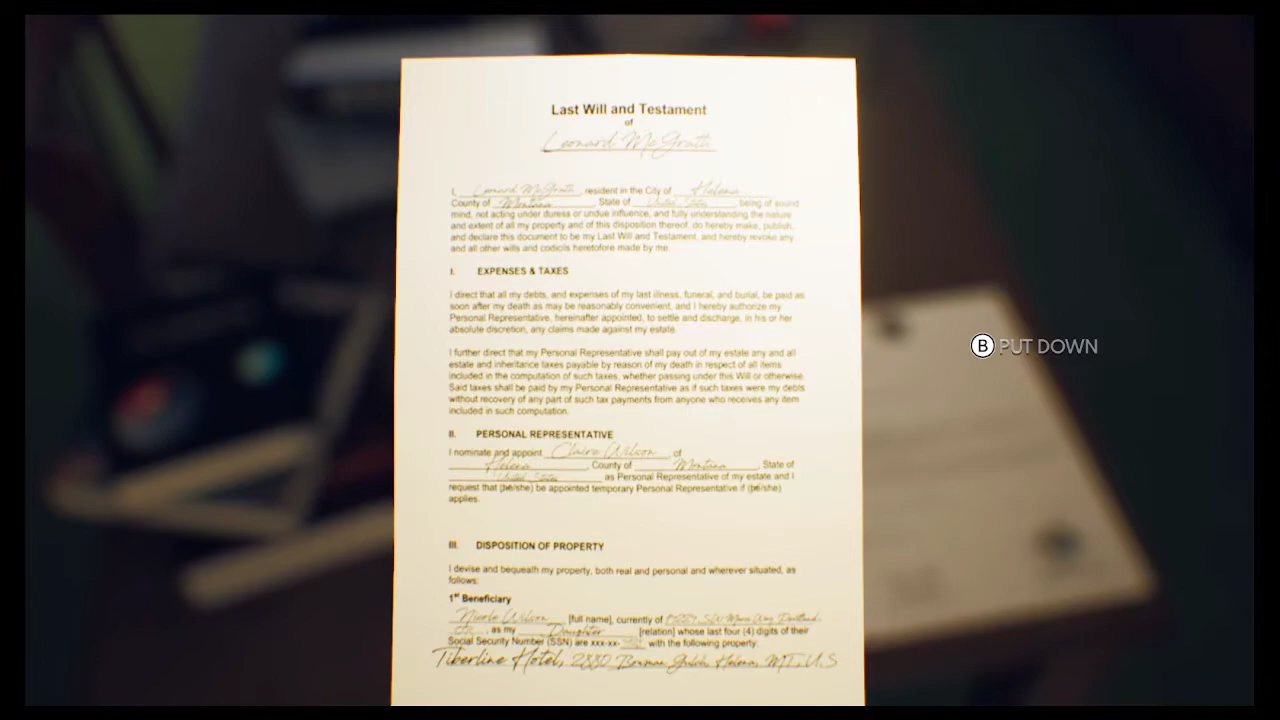 Last Will and Testament
of
Leonard McGrath
I, Leonard McGrath, resident in the City of Helena
County of Montana, State of United States, being of sound
mind, not acting under duress or undue influence, and fully understanding the nature
and extent of all my property and of this disposition thereof, do hereby make, publish,
and declare this document to be my Last Will and Testament, and hereby revoke any
and all other wills and codicils heretofore made by me.
I. EXPENSES & TAXES
I direct that all my debts, and expenses of my last illness, funeral, and burial, be paid as
soon after my death as may be reasonably convenient, and I hereby authorize my
Personal Representative, hereinafter appointed, to settle and discharge, in his or her
absolute discretion, any claims made against my estate.
I further direct that my Personal Representative shall pay out of my estate any and all
estate and inheritance taxes payable by reason of my death in respect of all items
included in the computation of such taxes, whether passing under this Will or otherwise.
Said taxes shall be paid by my Personal Representative as if such taxes were my debts
without recovery of any part of such tax payments from anyone who receives any item
included in such computation.
II. PERSONAL REPRESENTATIVE
I nominate and appoint Claire Wilson of
Helena, County of Montana, State of
United States as Personal Representative of my estate and I
request that (he/she) be appointed temporary Personal Representative if (he/she)
applies.
III. DISPOSITION OF PROPERTY
I devise and bequeath my property, both real and personal and wherever situated, as
follows:
1st Beneficiary
Nicole Wilson [full name], currently of
, as my Daughter [relation] whose last four (4) digits of their
Social Security Number (SSN) are xxx-xx- with the following property:
Tiberline Hotel, Gulch, Helena, MT, U.S
B PUT DOWN